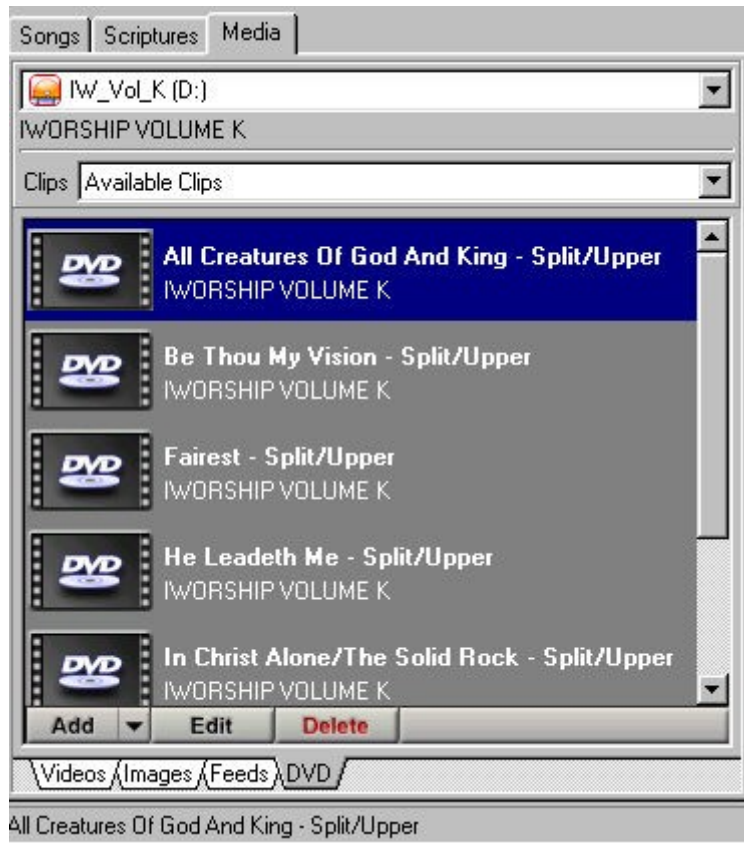 Songs Scriptures Media
IW_Vol_K (D:)
IWORSHIP VOLUME K
Clips Available Clips
DVD All Creatures Of God And King - Split/Upper
IWORSHIP VOLUME K
DVD Be Thou My Vision - Split/Upper
IWORSHIP VOLUME K
DVD Fairest - Split/Upper
IWORSHIP VOLUME K
DVD He Leadeth Me - Split/Upper
IWORSHIP VOLUME K
DVD In Christ Alone/The Solid Rock - Split/Upper
IWORSHIP VOLUME K
Add Edit Delete
Videos Images Feeds DVD
All Creatures Of God And King - Split/Upper